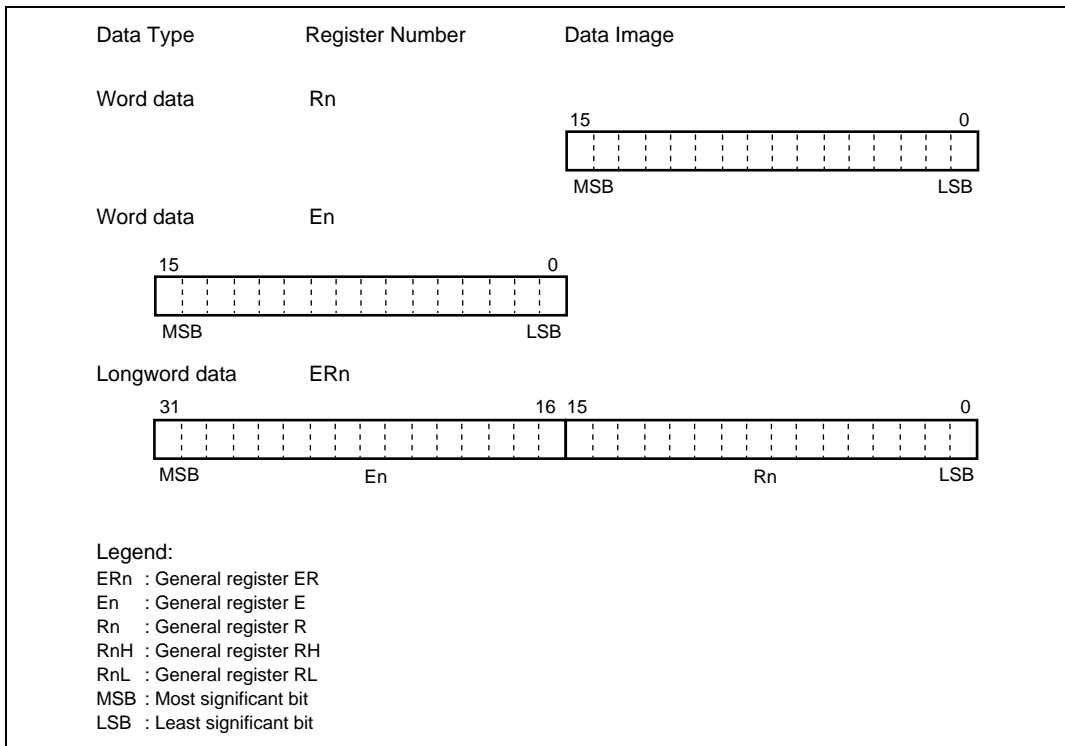 Data Type Register Number Data Image
Word data Rn
15 0
MSB LSB
Word data En
15 0
MSB LSB
Longword data ERn
31 16 15 0
MSB En Rn LSB
Legend:
ERn : General register ER
En : General register E
Rn : General register R
RnH : General register RH
RnL : General register RL
MSB : Most significant bit
LSB : Least significant bit